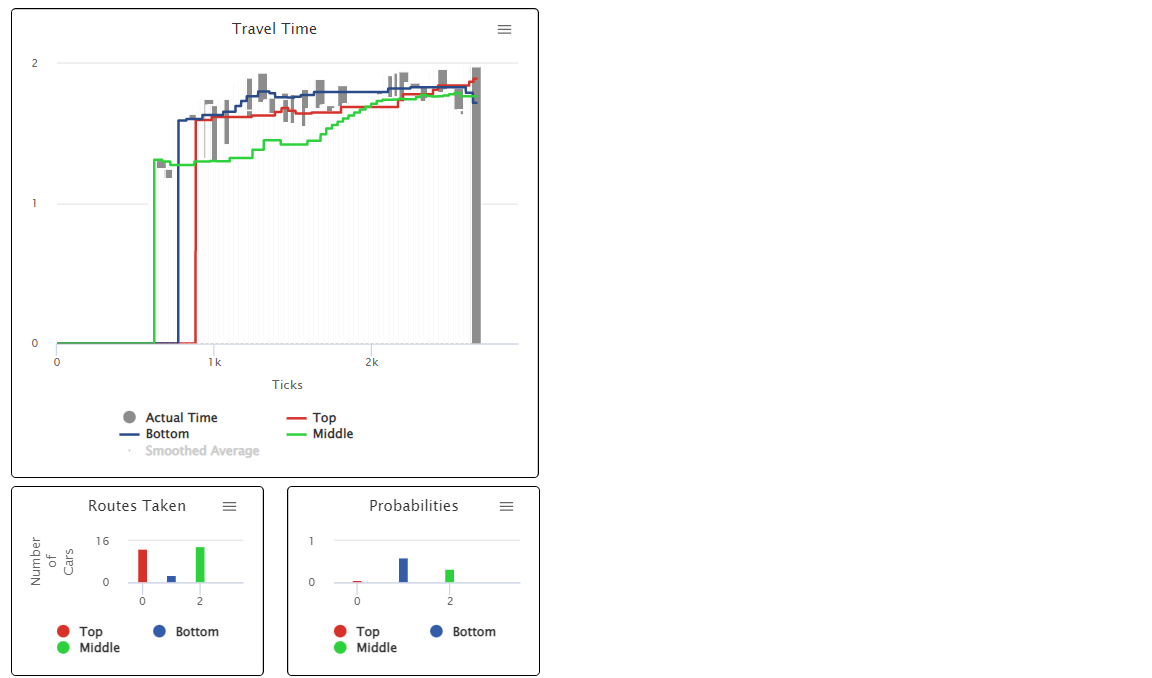 Travel Time
2
1
0
0
1k
2k
Ticks
Actual Time
Top
Bottom
Middle
Smoothed Average
Routes Taken
Number
of
Cars
16
0
0
2
Top
Bottom
Middle
Probabilities
1
0
0
2
Top
Bottom
Middle